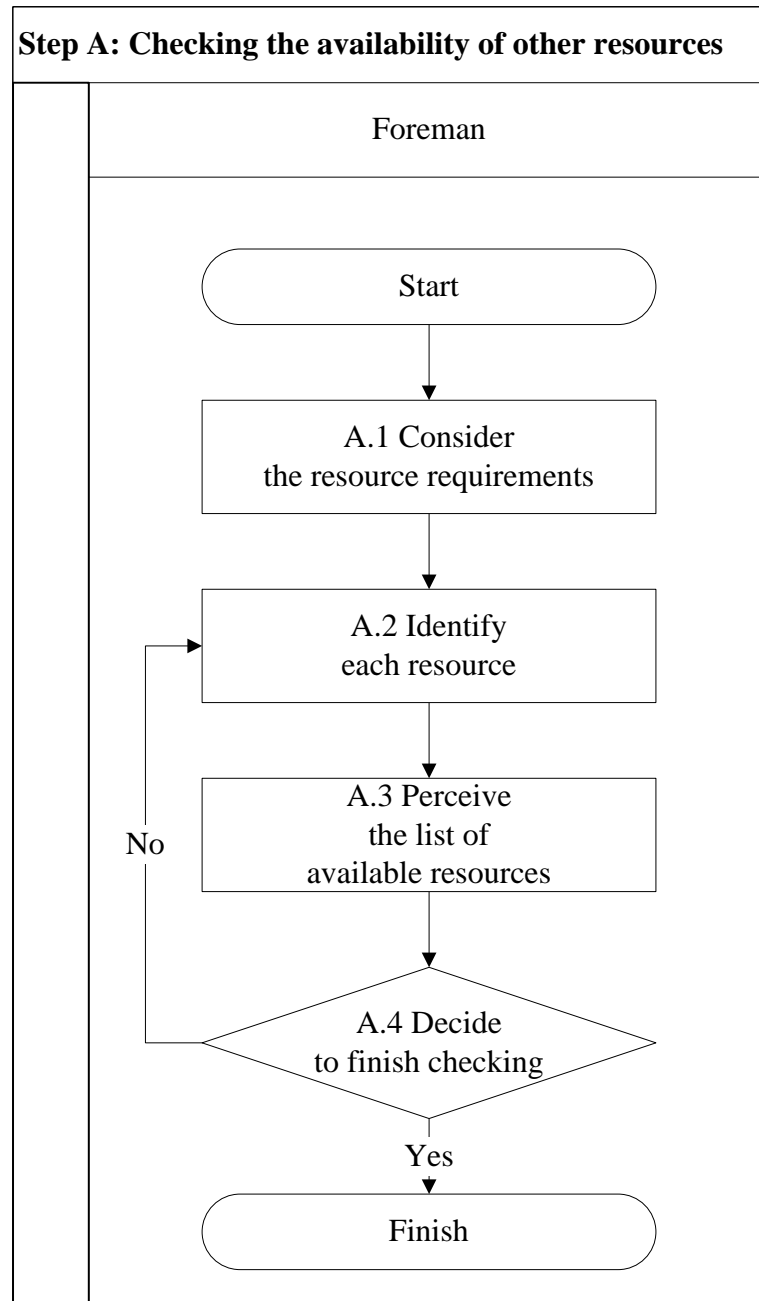 Step A: Checking the availability of other resources
Foreman
Start
A.1 Consider
the resource requirements
A.2 Identify
each resource
A.3 Perceive
the list of
available resources
No
A.4 Decide
to finish checking
Yes
Finish